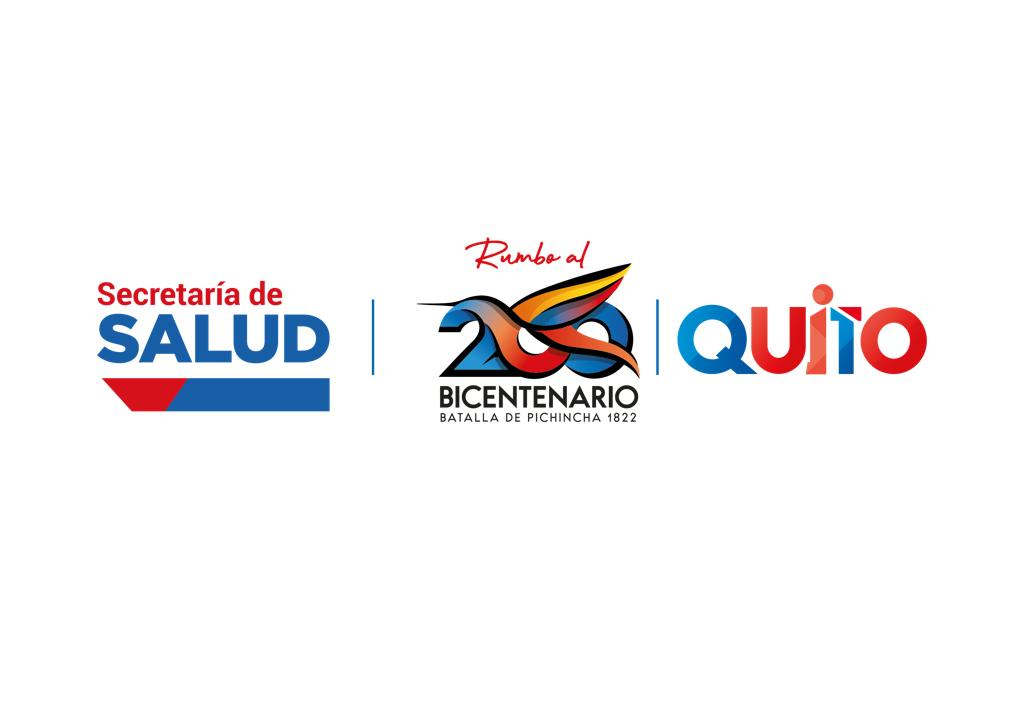 Secretaría de
SALUD
Rumbo al
200
BICENTENARIO
BATALLA DE PICHINCHA 1822
QUITO